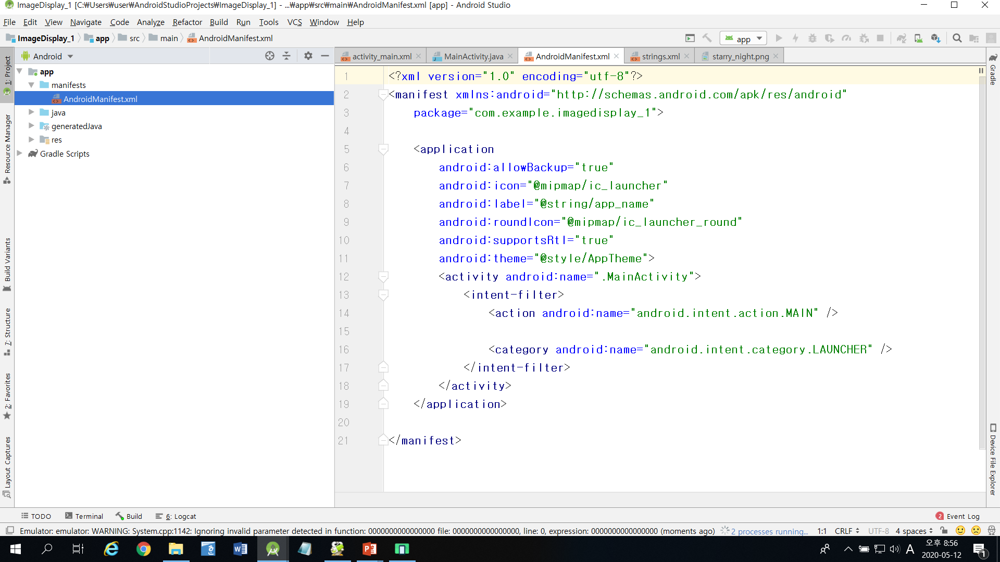 ImageDisplay_1 [C:₩Users₩user₩AndroidStudioProjects₩ImageDisplay_1] - ...₩app₩src₩main₩AndroidManifest.xml [app] - Android Studio
File Edit View Navigate Code Analyze Refactor Build Run Tools VCS Window Help
ImageDisplay_1 app src main AndroidManifest.xml app
Android
activity_main.xml MainActivity.java AndroidManifest.xml strings.xml starry_night.png
app
manifests
AndroidManifest.xml
java
generatedJava
res
Gradle Scripts
1: Project
Resource Manager
Build Variants
7: Structure
2: Favorites
Layout Captures
1 <?xml version="1.0" encoding="utf-8"?>
2 <manifest xmlns:android="http://schemas.android.com/apk/res/android"
3 package="com.example.imagedisplay_1">
4
5 <application
6 android:allowBackup="true"
7 android:icon="@mipmap/ic_launcher"
8 android:label="@string/app_name"
9 android:roundIcon="@mipmap/ic_launcher_round"
10 android:supportsRtl="true"
11 android:theme="@style/AppTheme">
12 <activity android:name=".MainActivity">
13 <intent-filter>
14 <action android:name="android.intent.action.MAIN" />
15
16 <category android:name="android.intent.category.LAUNCHER" />
17 </intent-filter>
18 </activity>
19 </application>
20
21 </manifest>
Gradle
Device File Explorer
TODO Terminal Build 6: Logcat 2 Event Log
Emulator: emulator: WARNING: System.cpp:1142: Ignoring invalid parameter detected in function: 0000000000000000 file: 0000000000000000, line: 0, expression: 0000000000000000 (moments ago) 2 processes running... 1:1 CRLF UTF-8 4 spaces
A 오후 8:56
2020-05-12 1